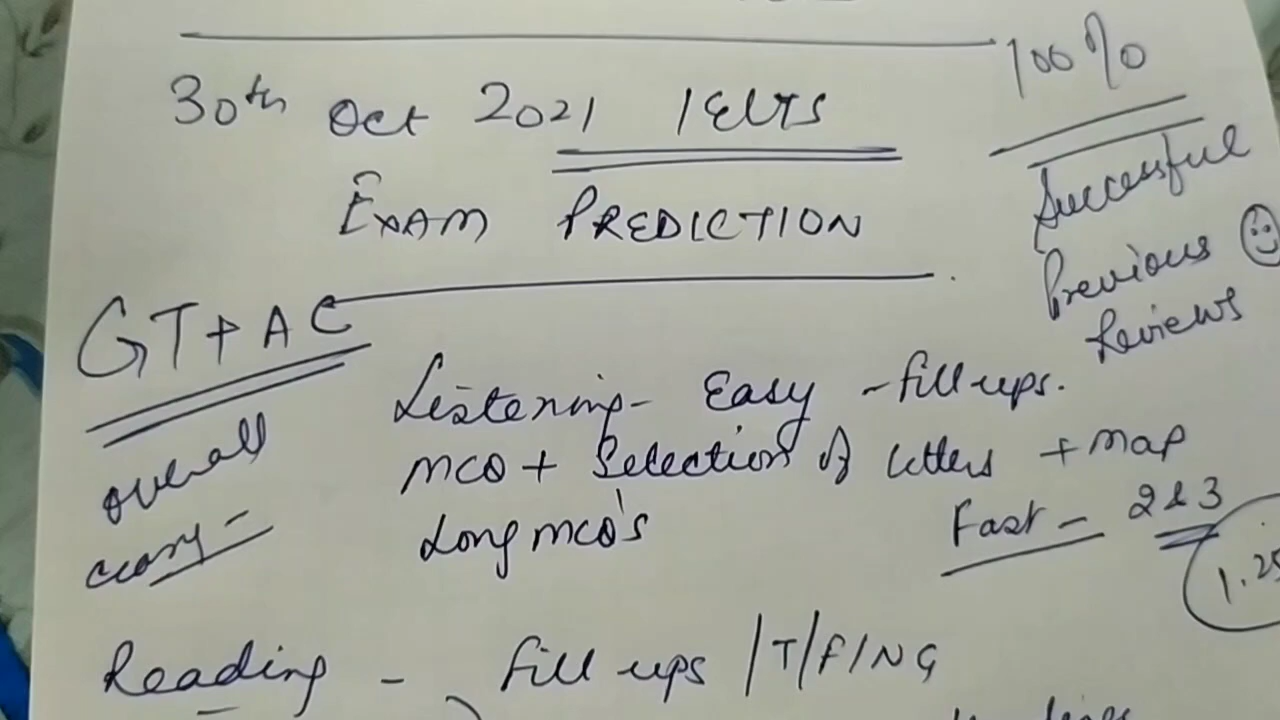 30th Oct 2021 IELTS
EXAM PREDICTION
100%
Successful
Previous
Reviews
GT+AC
overall
easy-
Listening- Easy -fill-ups.
MCQ + Selection of letters + map
Long MCQ's
Fast - 2&3
1.25
Reading - fill ups /T/F/NG